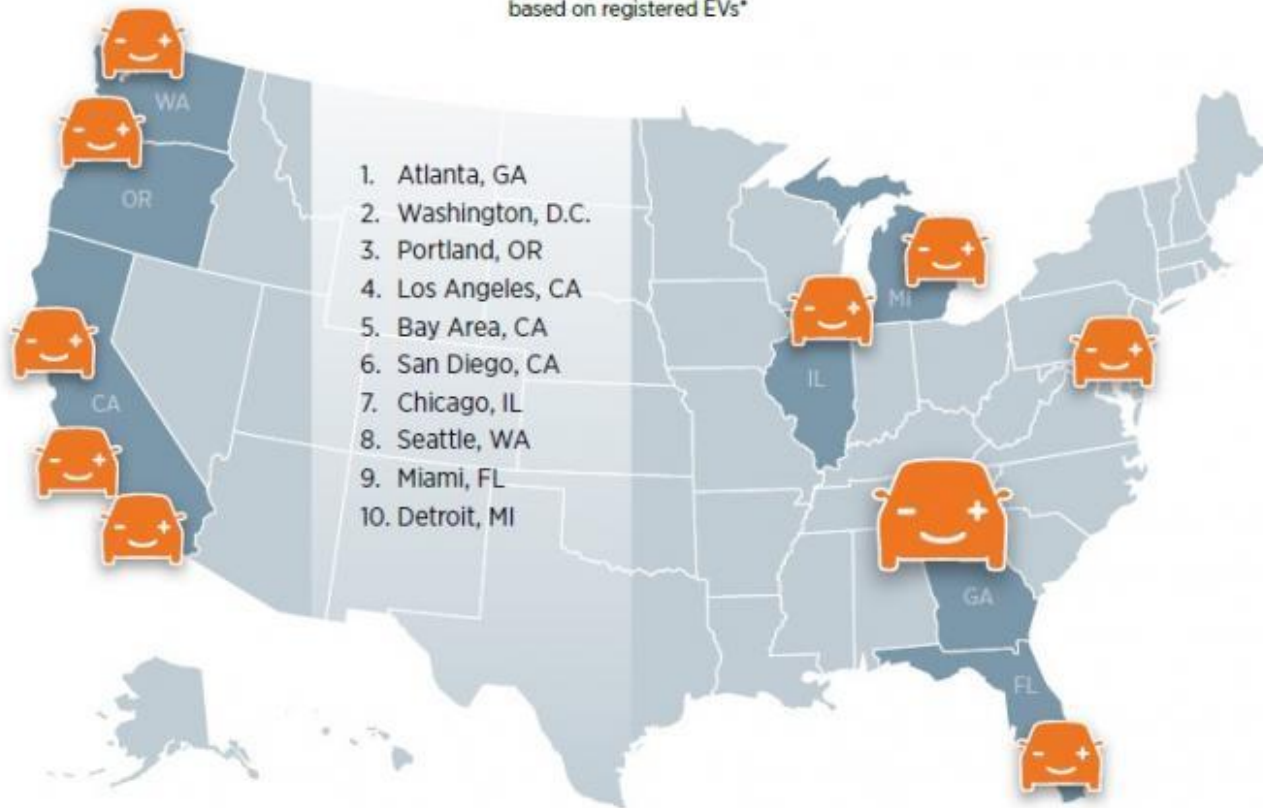 based on registered EVs*
WA
OR
CA
1. Atlanta, GA
2. Washington, D.C.
3. Portland, OR
4. Los Angeles, CA
5. Bay Area, CA
6. San Diego, CA
7. Chicago, IL
8. Seattle, WA
9. Miami, FL
10. Detroit, MI
MI
IL
GA
FL